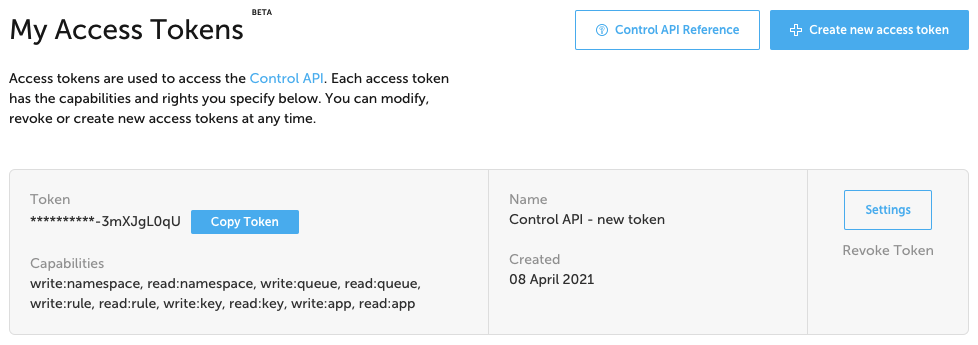 My Access Tokens BETA
Control API Reference
Create new access token
Access tokens are used to access the Control API. Each access token
has the capabilities and rights you specify below. You can modify,
revoke or create new access tokens at any time.
Token
**********-3mXJgL0qU
Copy Token
Capabilities
write:namespace, read:namespace, write:queue, read:queue,
write:rule, read:rule, write:key, read:key, write:app, read:app
Name
Control API - new token
Created
08 April 2021
Settings
Revoke Token